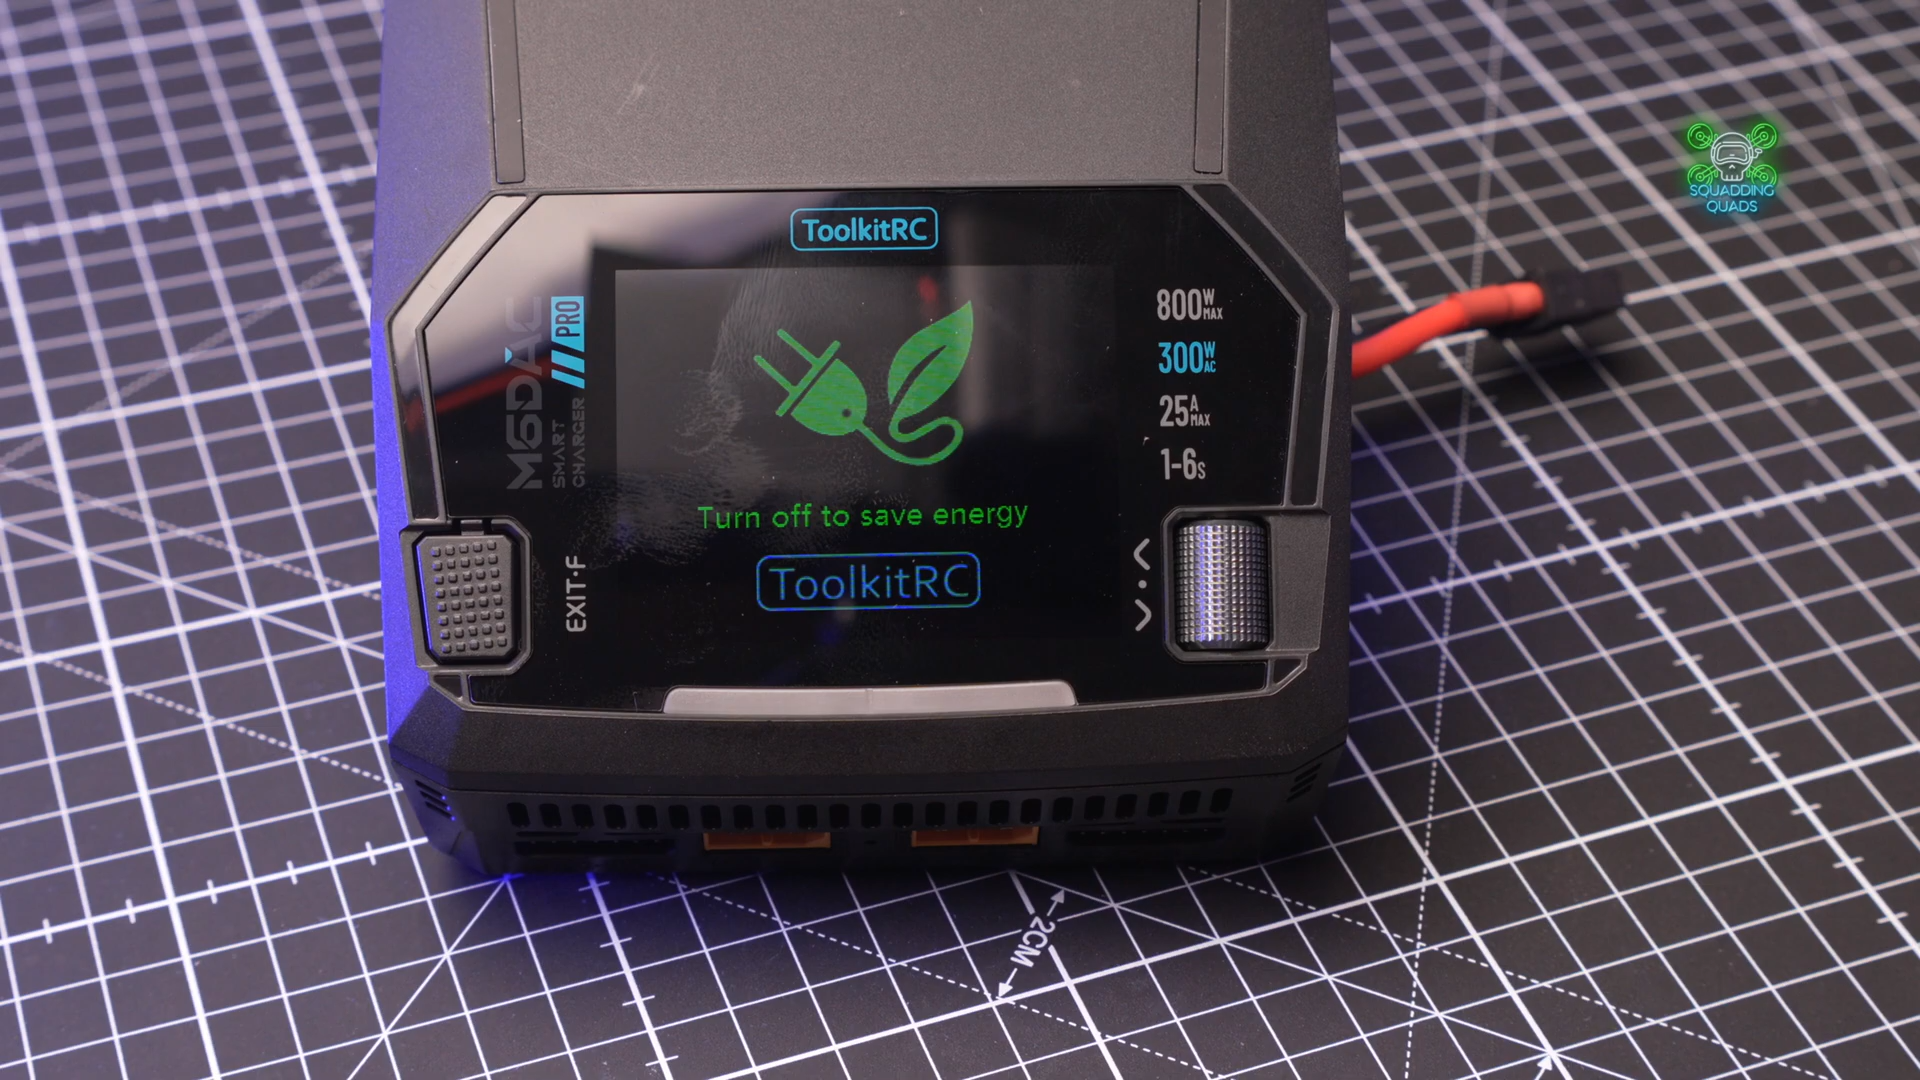 ToolkitRC
M6DAC
PRO
SMART
CHARGER
800W MAX
300W AC
25A MAX
1-6S
Turn off to save energy
ToolkitRC
EXIT·F
SQUADDING
QUADS
2CM